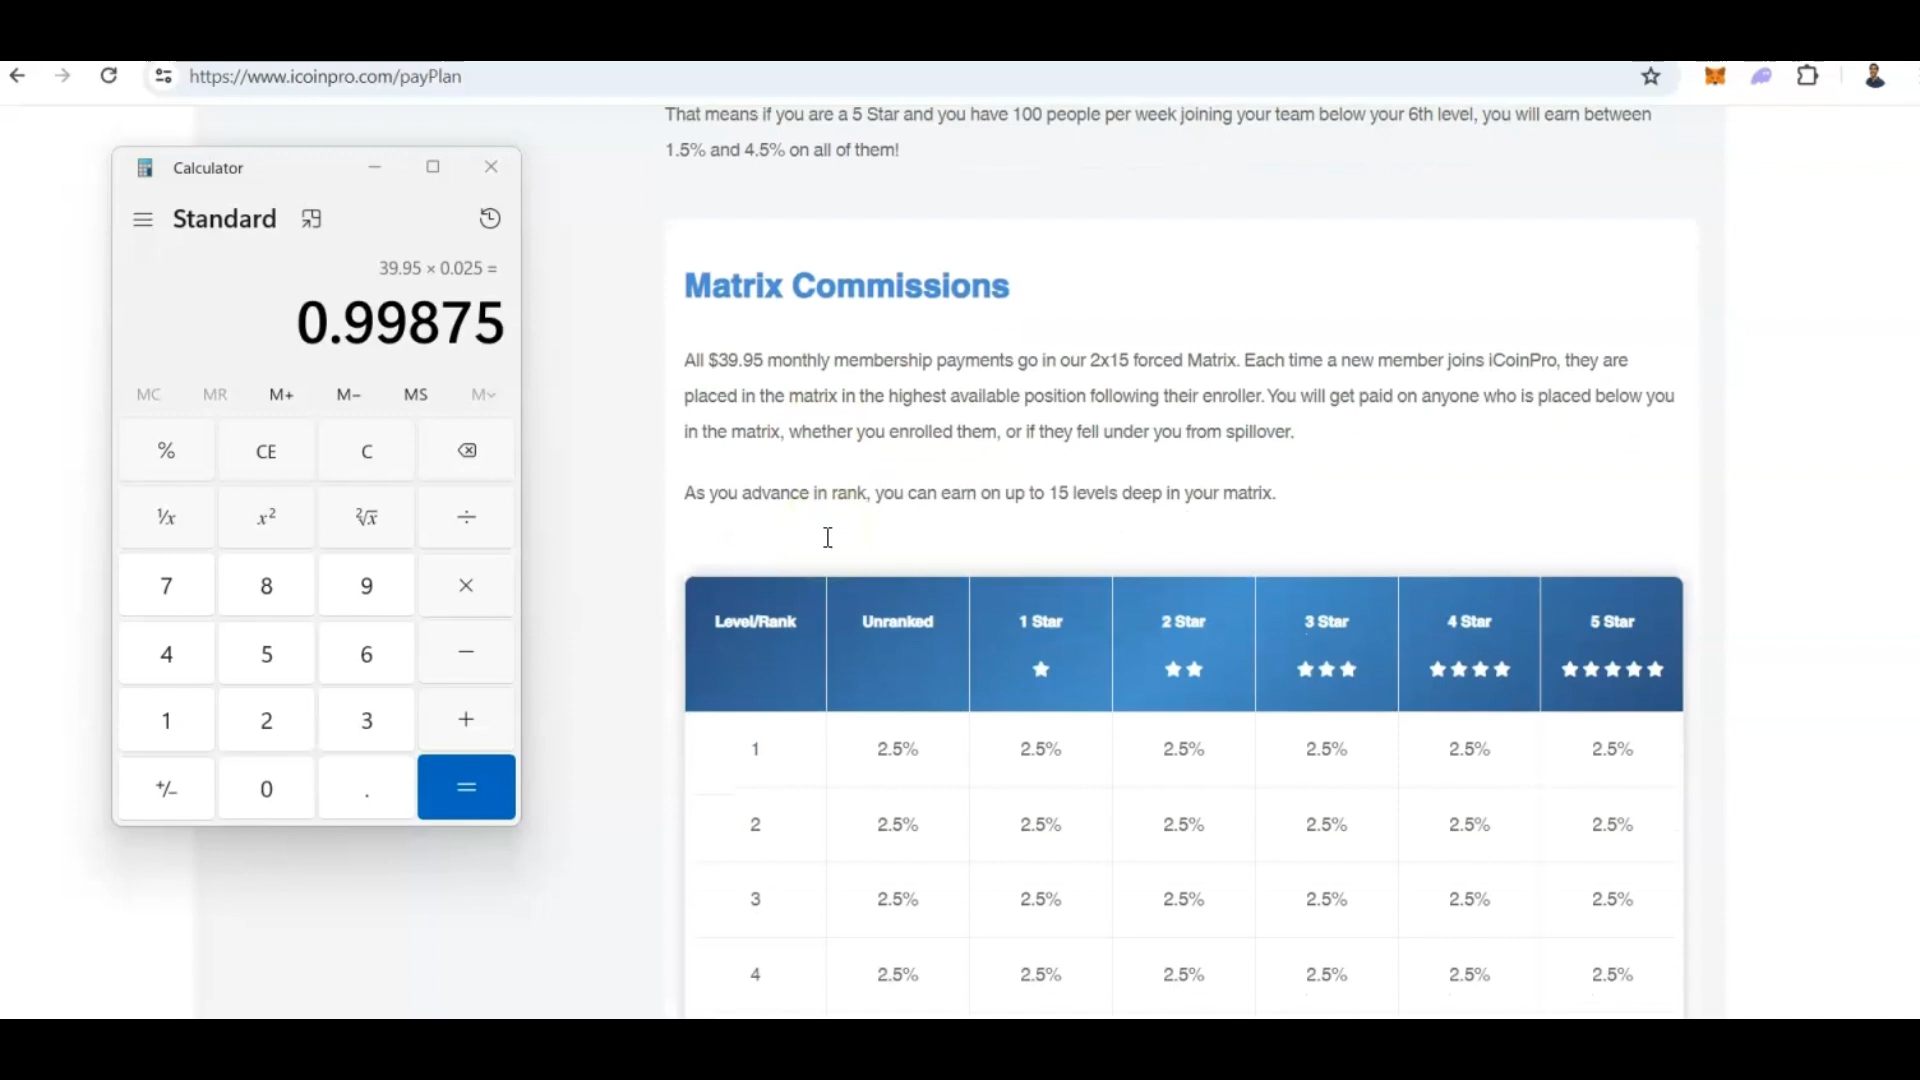 https://www.icoinpro.com/payPlan
That means if you are a 5 Star and you have 100 people per week joining your team below your 6th level, you will earn between
1.5% and 4.5% on all of them!
Calculator
Standard
39.95 × 0.025 =
0.99875
MC MR M+ M− MS M˅
% CE C
¹/x x² ²√x ÷
7 8 9 ×
4 5 6 −
1 2 3 +
+/− 0 . =
Matrix Commissions
All $39.95 monthly membership payments go in our 2x15 forced Matrix. Each time a new member joins iCoinPro, they are
placed in the matrix in the highest available position following their enroller. You will get paid on anyone who is placed below you
in the matrix, whether you enrolled them, or if they fell under you from spillover.
As you advance in rank, you can earn on up to 15 levels deep in your matrix.
Level/Rank Unranked 1 Star 2 Star 3 Star 4 Star 5 Star
1 2.5% 2.5% 2.5% 2.5% 2.5% 2.5%
2 2.5% 2.5% 2.5% 2.5% 2.5% 2.5%
3 2.5% 2.5% 2.5% 2.5% 2.5% 2.5%
4 2.5% 2.5% 2.5% 2.5% 2.5% 2.5%